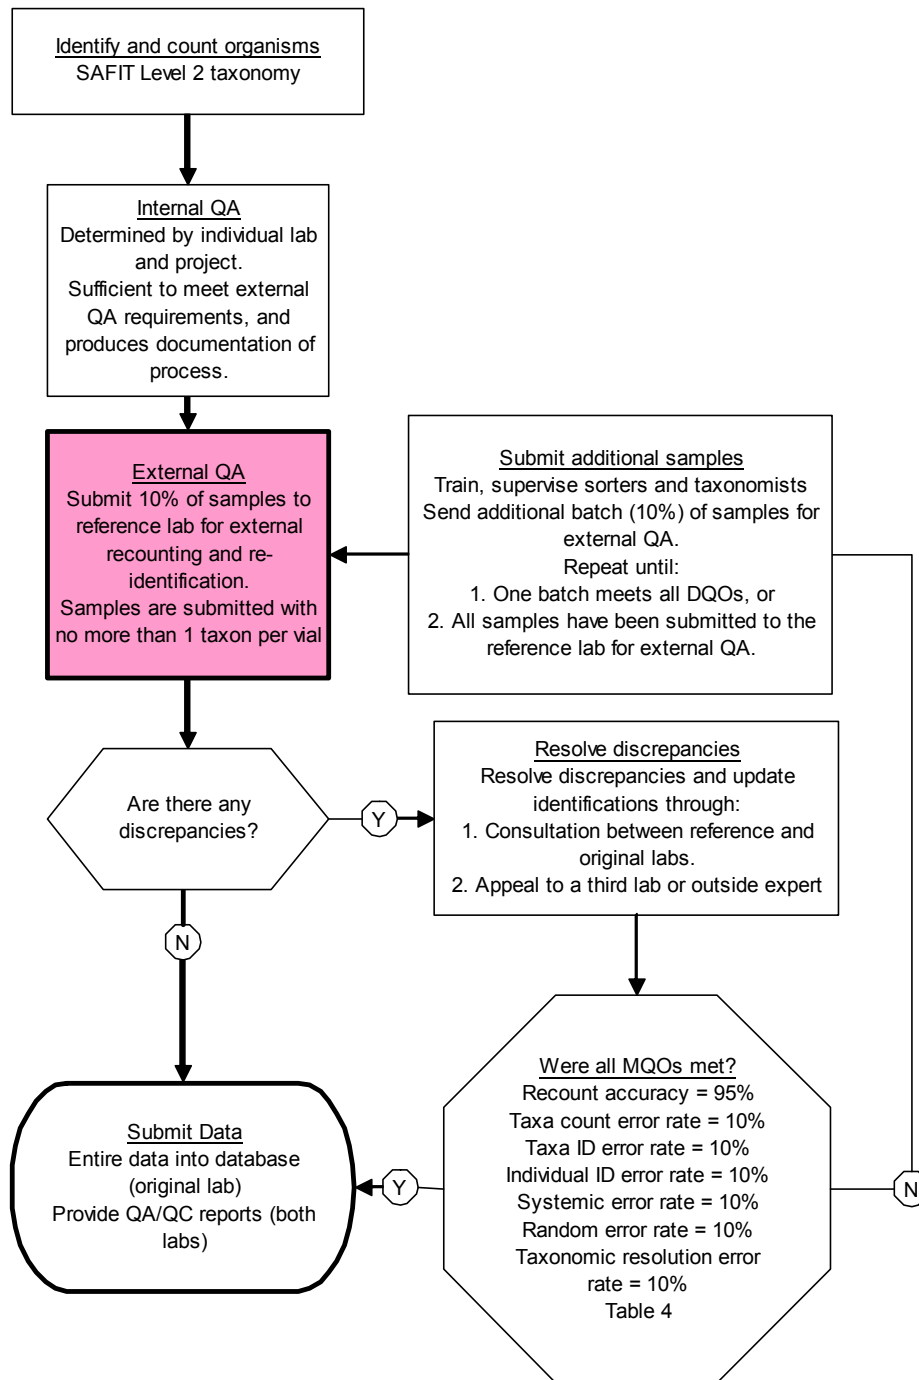 Identify and count organisms
SAFIT Level 2 taxonomy
Internal QA
Determined by individual lab
and project.
Sufficient to meet external
QA requirements, and
produces documentation of
process.
External QA
Submit 10% of samples to
reference lab for external
recounting and re-
identification.
Samples are submitted with
no more than 1 taxon per vial
Submit additional samples
Train, supervise sorters and taxonomists
Send additional batch (10%) of samples for
external QA.
Repeat until:
1. One batch meets all DQOs, or
2. All samples have been submitted to the
reference lab for external QA.
Are there any
discrepancies?
Y
Resolve discrepancies
Resolve discrepancies and update
identifications through:
1. Consultation between reference and
original labs.
2. Appeal to a third lab or outside expert
N
Were all MQOs met?
Recount accuracy = 95%
Taxa count error rate = 10%
Taxa ID error rate = 10%
Individual ID error rate = 10%
Systemic error rate = 10%
Random error rate = 10%
Taxonomic resolution error
rate = 10%
Table 4
Y
N
Submit Data
Entire data into database
(original lab)
Provide QA/QC reports (both
labs)